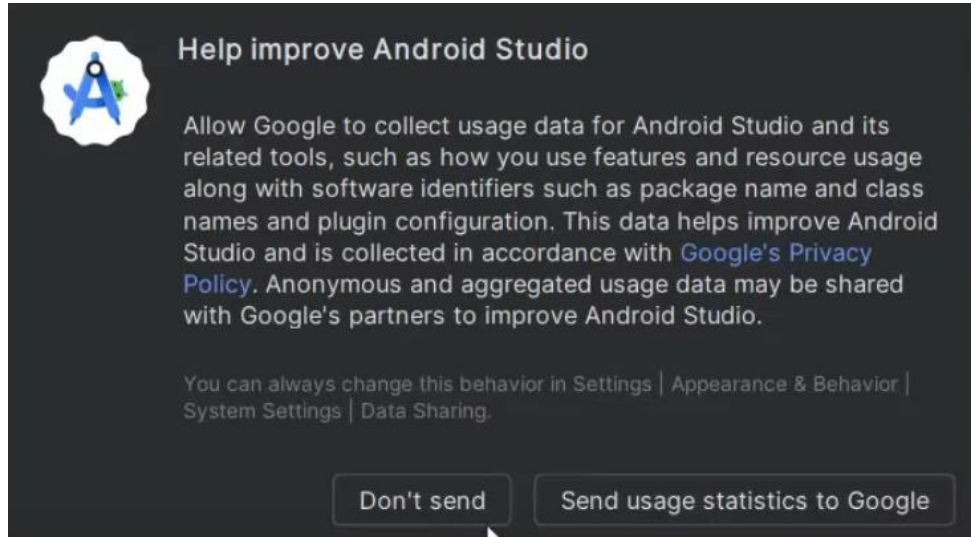 Help improve Android Studio
Allow Google to collect usage data for Android Studio and its
related tools, such as how you use features and resource usage
along with software identifiers such as package name and class
names and plugin configuration. This data helps improve Android
Studio and is collected in accordance with Google's Privacy
Policy. Anonymous and aggregated usage data may be shared
with Google's partners to improve Android Studio.
You can always change this behavior in Settings | Appearance & Behavior |
System Settings | Data Sharing.
Don't send
Send usage statistics to Google